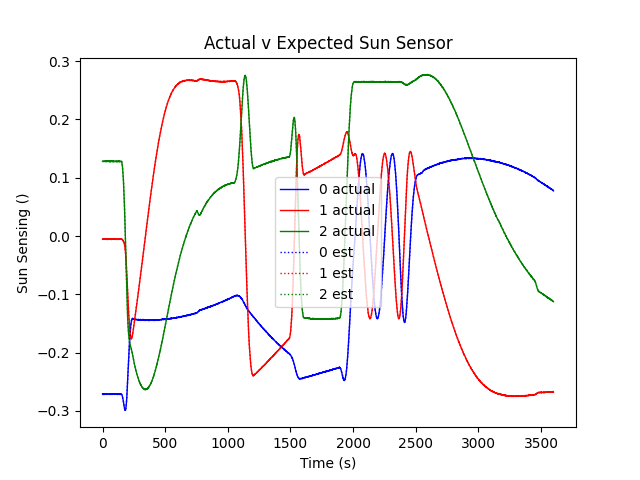 Actual v Expected Sun Sensor
Sun Sensing ()
0.3
0.2
0.1
0.0
−0.1
−0.2
−0.3
0 actual
1 actual
2 actual
0 est
1 est
2 est
0 500 1000 1500 2000 2500 3000 3500
Time (s)